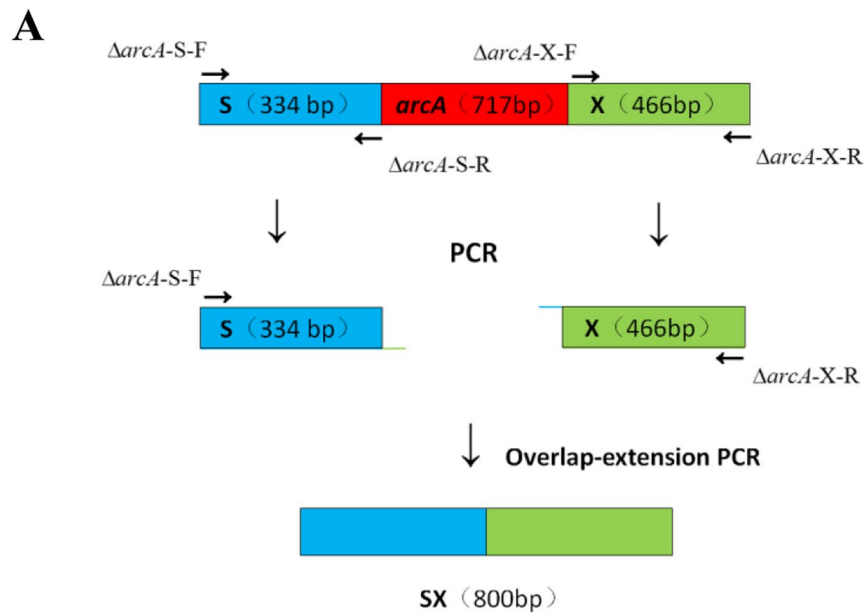 A
ΔarcA-S-F
ΔarcA-X-F
S（334 bp）
arcA（717bp）
X（466bp）
ΔarcA-S-R
ΔarcA-X-R
PCR
ΔarcA-S-F
S（334 bp）
X（466bp）
ΔarcA-X-R
Overlap-extension PCR
SX（800bp）